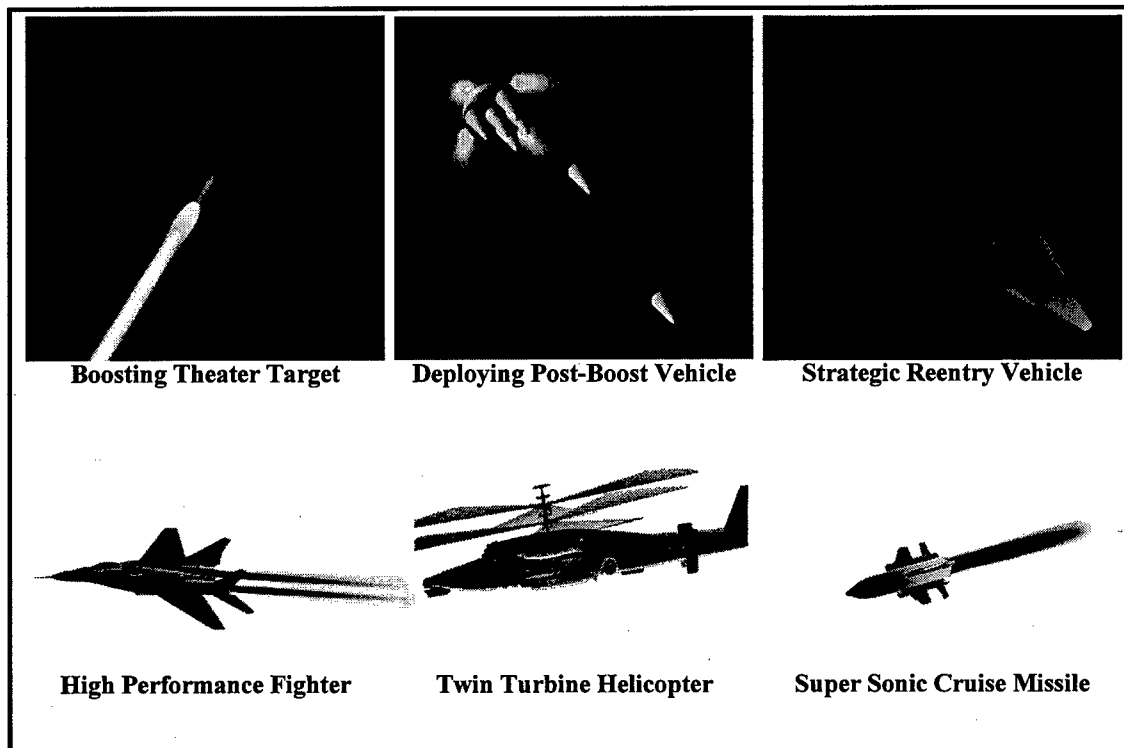 Boosting Theater Target
Deploying Post-Boost Vehicle
Strategic Reentry Vehicle
High Performance Fighter
Twin Turbine Helicopter
Super Sonic Cruise Missile